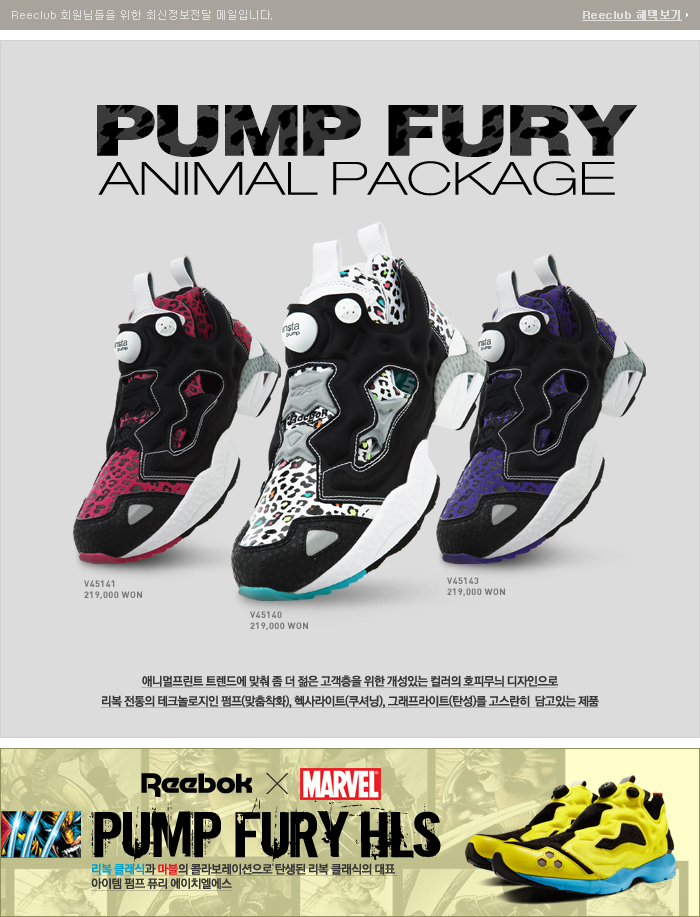 Reeclub 회원님들을 위한 최신정보전달 메일입니다.
Reeclub 혜택보기
PUMP FURY
ANIMAL PACKAGE
insta
pump
insta
pump
insta
pump
Reebok
V45141
219,000 WON
V45140
219,000 WON
V45143
219,000 WON
애니멀프린트 트렌드에 맞춰 좀 더 젊은 고객층을 위한 개성있는 컬러의 호피무늬 디자인으로
리복 전통의 테크놀로지인 펌프(맞춤착화), 헥사라이트(쿠셔닝), 그래프라이트(탄성)를 고스란히 담고있는 제품
Reebok X MARVEL
PUMP FURY HLS
리복 클래식과 마블의 콜라보레이션으로 탄생된 리복 클래식의 대표
아이템 펌프 퓨리 에이치엘에스